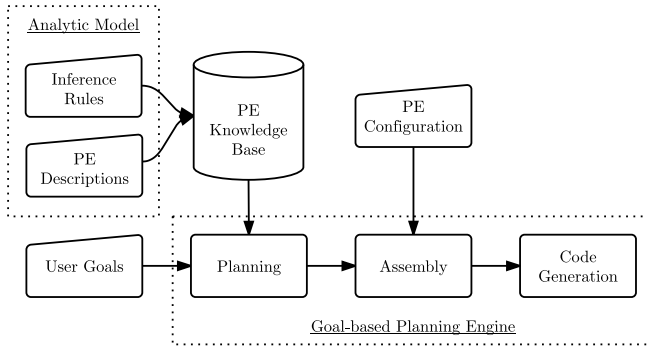 Analytic Model
Inference
Rules
PE
Descriptions
PE
Knowledge
Base
PE
Configuration
User Goals
Planning
Assembly
Code
Generation
Goal-based Planning Engine